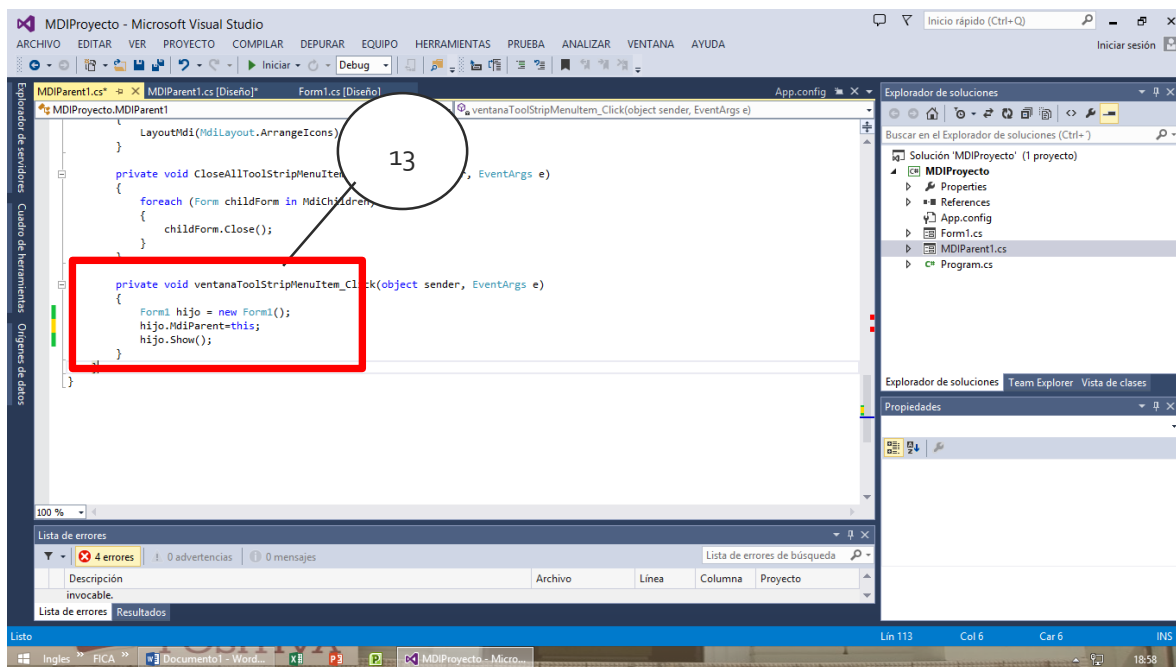 MDIProyecto - Microsoft Visual Studio
Inicio rápido (Ctrl+Q)
ARCHIVO EDITAR VER PROYECTO COMPILAR DEPURAR EQUIPO HERRAMIENTAS PRUEBA ANALIZAR VENTANA AYUDA
Iniciar sesión
Iniciar
Debug
Explorador de servidores
Cuadro de herramientas
Orígenes de datos
MDIParent1.cs*
MDIParent1.cs [Diseño]*
Form1.cs [Diseño]
App.config
MDIProyecto.MDIParent1
ventanaToolStripMenuItem_Click(object sender, EventArgs e)
{
LayoutMdi(MdiLayout.ArrangeIcons)
}
13
private void CloseAllToolStripMenuItem , EventArgs e)
{
foreach (Form childForm in MdiChildren)
{
childForm.Close();
}
}
private void ventanaToolStripMenuItem_Click(object sender, EventArgs e)
{
Form1 hijo = new Form1();
hijo.MdiParent=this;
hijo.Show();
}
}
}
100 %
Explorador de soluciones
Buscar en el Explorador de soluciones (Ctrl+´)
Solución 'MDIProyecto' (1 proyecto)
MDIProyecto
Properties
References
App.config
Form1.cs
MDIParent1.cs
Program.cs
Explorador de soluciones Team Explorer Vista de clases
Propiedades
Lista de errores
4 errores 0 advertencias 0 mensajes
Lista de errores de búsqueda
Descripción Archivo Línea Columna Proyecto
invocable.
Lista de errores Resultados
Listo
Lín 113 Col 6 Car 6 INS
Ingles » FICA » Documento1 - Word... MDIProyecto - Micro... 18:58